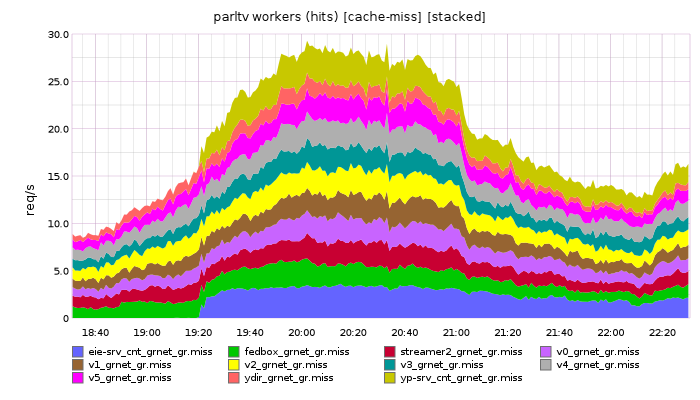 parltv workers (hits) [cache-miss] [stacked]
req/s
30.0
25.0
20.0
15.0
10.0
5.0
0
18:40 19:00 19:20 19:40 20:00 20:20 20:40 21:00 21:20 21:40 22:00 22:20
eie-srv_cnt_grnet_gr.miss fedbox_grnet_gr.miss streamer2_grnet_gr.miss v0_grnet_gr.miss
v1_grnet_gr.miss v2_grnet_gr.miss v3_grnet_gr.miss v4_grnet_gr.miss
v5_grnet_gr.miss ydir_grnet_gr.miss yp-srv_cnt_grnet_gr.miss